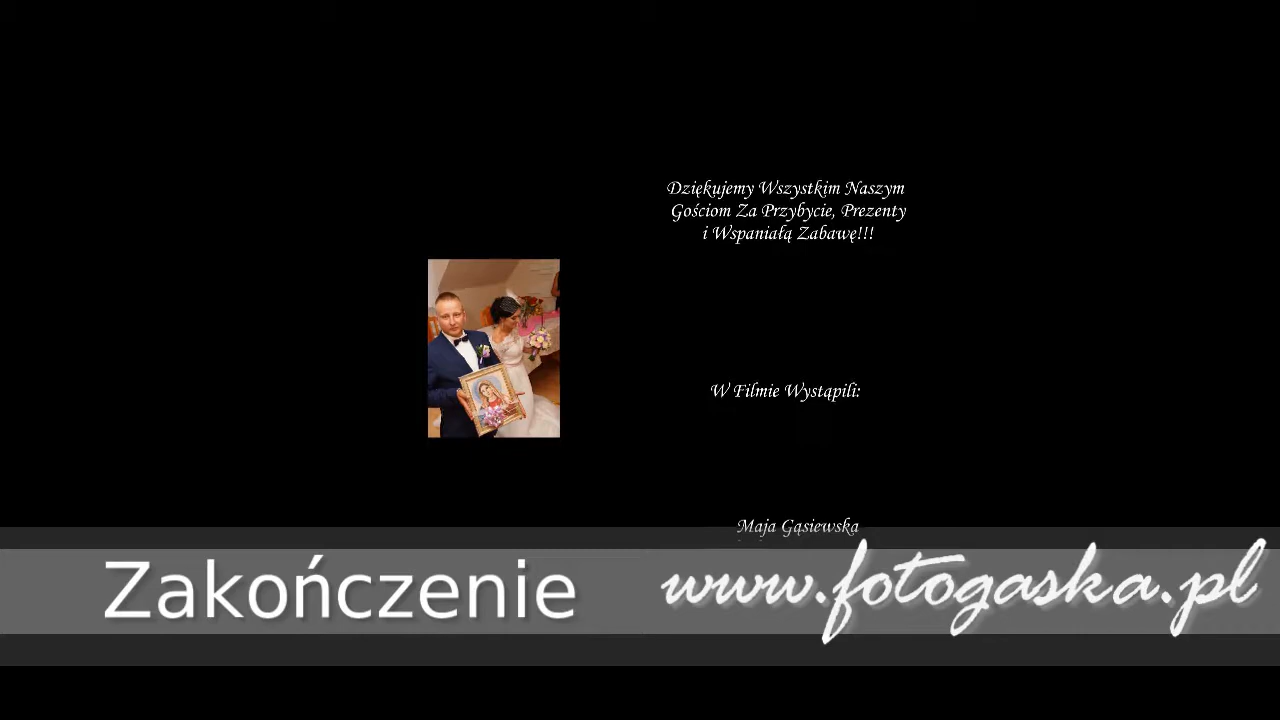 Dziękujemy Wszystkim Naszym
Gościom Za Przybycie, Prezenty
i Wspaniałą Zabawę!!!
W Filmie Wystąpili:
Maja Gąsiewska
Zakończenie
www.fotogaska.pl